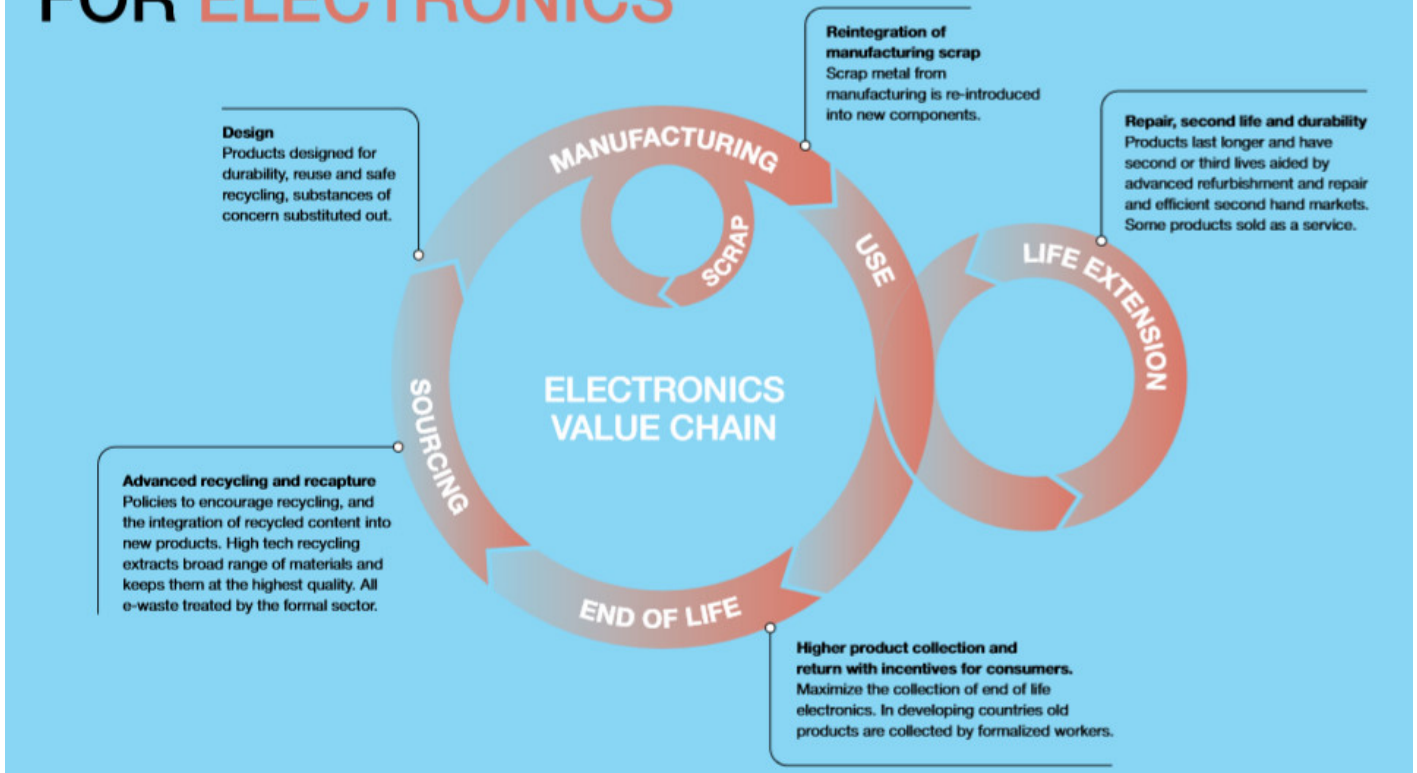 FOR ELECTRONICS
Reintegration of
manufacturing scrap
Scrap metal from
manufacturing is re-introduced
into new components.
Design
Products designed for
durability, reuse and safe
recycling, substances of
concern substituted out.
Repair, second life and durability
Products last longer and have
second or third lives aided by
advanced refurbishment and repair
and efficient second hand markets.
Some products sold as a service.
MANUFACTURING
SCRAP
USE
LIFE EXTENSION
ELECTRONICS
VALUE CHAIN
SOURCING
END OF LIFE
Advanced recycling and recapture
Policies to encourage recycling, and
the integration of recycled content into
new products. High tech recycling
extracts broad range of materials and
keeps them at the highest quality. All
e-waste treated by the formal sector.
Higher product collection and
return with incentives for consumers.
Maximize the collection of end of life
electronics. In developing countries old
products are collected by formalized workers.